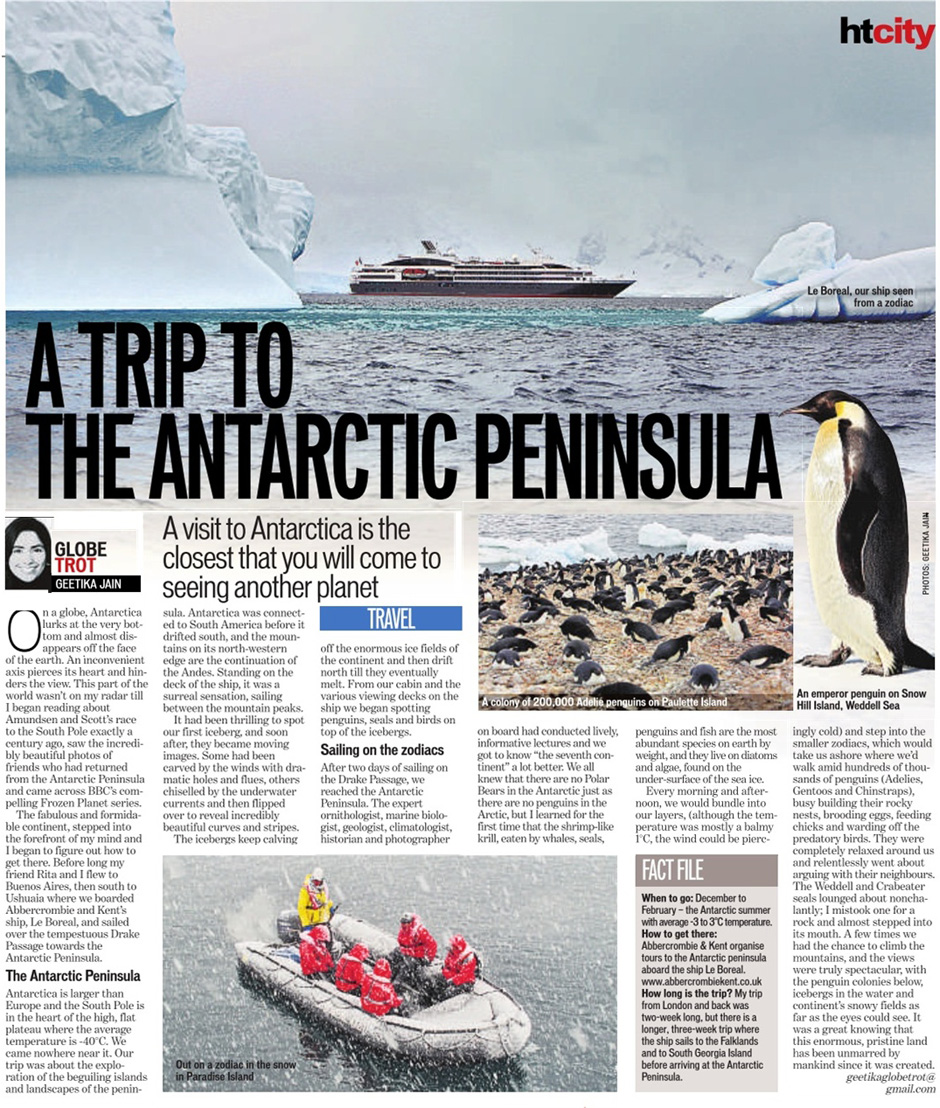 htcity
Le Boreal, our ship seen
from a zodiac
A TRIP TO
THE ANTARCTIC PENINSULA
GLOBE
TROT
GEETIKA JAIN
A visit to Antarctica is the
closest that you will come to
seeing another planet
TRAVEL
PHOTOS: GEETIKA JAIN
A colony of 200,000 Adelie penguins on Paulette Island
An emperor penguin on Snow
Hill Island, Weddell Sea
On a globe, Antarctica
lurks at the very bot-
tom and almost dis-
appears off the face
of the earth. An inconvenient
axis pierces its heart and hin-
ders the view. This part of the
world wasn't on my radar till
I began reading about
Amundsen and Scott's race
to the South Pole exactly a
century ago, saw the incredi-
bly beautiful photos of
friends who had returned
from the Antarctic Peninsula
and came across BBC's com-
pelling Frozen Planet series.
The fabulous and formida-
ble continent, stepped into
the forefront of my mind and
I began to figure out how to
get there. Before long my
friend Rita and I flew to
Buenos Aires, then south to
Ushuaia where we boarded
Abbercrombie and Kent's
ship, Le Boreal, and sailed
over the tempestuous Drake
Passage towards the
Antarctic Peninsula.
The Antarctic Peninsula
Antarctica is larger than
Europe and the South Pole is
in the heart of the high, flat
plateau where the average
temperature is -40°C. We
came nowhere near it. Our
trip was about the explo-
ration of the beguiling islands
and landscapes of the penin-
sula. Antarctica was connect-
ed to South America before it
drifted south, and the moun-
tains on its north-western
edge are the continuation of
the Andes. Standing on the
deck of the ship, it was a
surreal sensation, sailing
between the mountain peaks.
It had been thrilling to spot
our first iceberg, and soon
after, they became moving
images. Some had been
carved by the winds with dra-
matic holes and flues, others
chiselled by the underwater
currents and then flipped
over to reveal incredibly
beautiful curves and stripes.
The icebergs keep calving
off the enormous ice fields of
the continent and then drift
north till they eventually
melt. From our cabin and the
various viewing decks on the
ship we began spotting
penguins, seals and birds on
top of the icebergs.
Sailing on the zodiacs
After two days of sailing on
the Drake Passage, we
reached the Antarctic
Peninsula. The expert
ornithologist, marine biolo-
gist, geologist, climatologist,
historian and photographer
on board had conducted lively,
informative lectures and we
got to know "the seventh con-
tinent" a lot better. We all
knew that there are no Polar
Bears in the Antarctic just as
there are no penguins in the
Arctic, but I learned for the
first time that the shrimp-like
krill, eaten by whales, seals,
penguins and fish are the most
abundant species on earth by
weight, and they live on diatoms
and algae, found on the
under-surface of the sea ice.
Every morning and after-
noon, we would bundle into
our layers, (although the tem-
perature was mostly a balmy
1°C, the wind could be pierc-
ingly cold) and step into the
smaller zodiacs, which would
take us ashore where we'd
walk amid hundreds of thou-
sands of penguins (Adelies,
Gentoos and Chinstraps),
busy building their rocky
nests, brooding eggs, feeding
chicks and warding off the
predatory birds. They were
completely relaxed around us
and relentlessly went about
arguing with their neighbours.
The Weddell and Crabeater
seals lounged about noncha-
lantly; I mistook one for a
rock and almost stepped into
its mouth. A few times we
had the chance to climb the
mountains, and the views
were truly spectacular, with
the penguin colonies below,
icebergs in the water and
continent's snowy fields as
far as the eyes could see. It
was a great knowing that
this enormous, pristine land
has been unmarred by
mankind since it was created.
geetikaglobetrot@
gmail.com
Out on a zodiac in the snow
in Paradise Island
FACT FILE
When to go: December to
February – the Antarctic summer
with average -3 to 3°C temperature.
How to get there:
Abbercrombie & Kent organise
tours to the Antarctic peninsula
aboard the ship Le Boreal.
www.abbercrombiekent.co.uk
How long is the trip? My trip
from London and back was
two-week long, but there is a
longer, three-week trip where
the ship sails to the Falklands
and to South Georgia Island
before arriving at the Antarctic
Peninsula.